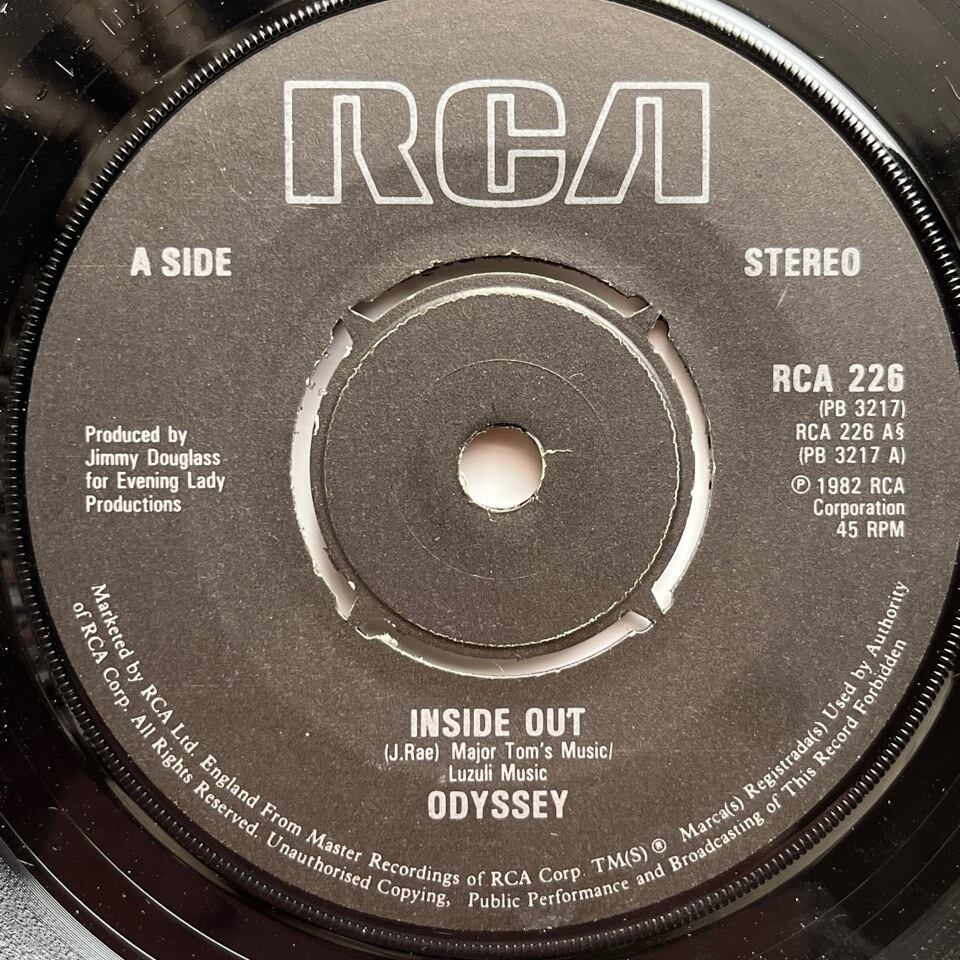 RCA
A SIDE
STEREO
RCA 226
(PB 3217)
RCA 226 A§
(PB 3217 A)
℗ 1982 RCA
Corporation
45 RPM
Produced by
Jimmy Douglass
for Evening Lady
Productions
INSIDE OUT
(J.Rae) Major Tom's Music/
Luzuli Music
ODYSSEY
Marketed by RCA Ltd, England From Master Recordings of RCA Corp TM(S) ® Marca(s) Registrada(s) Used by Authority
of RCA Corp. All Rights Reserved. Unauthorised Copying, Public Performance and Broadcasting of This Record Forbidden